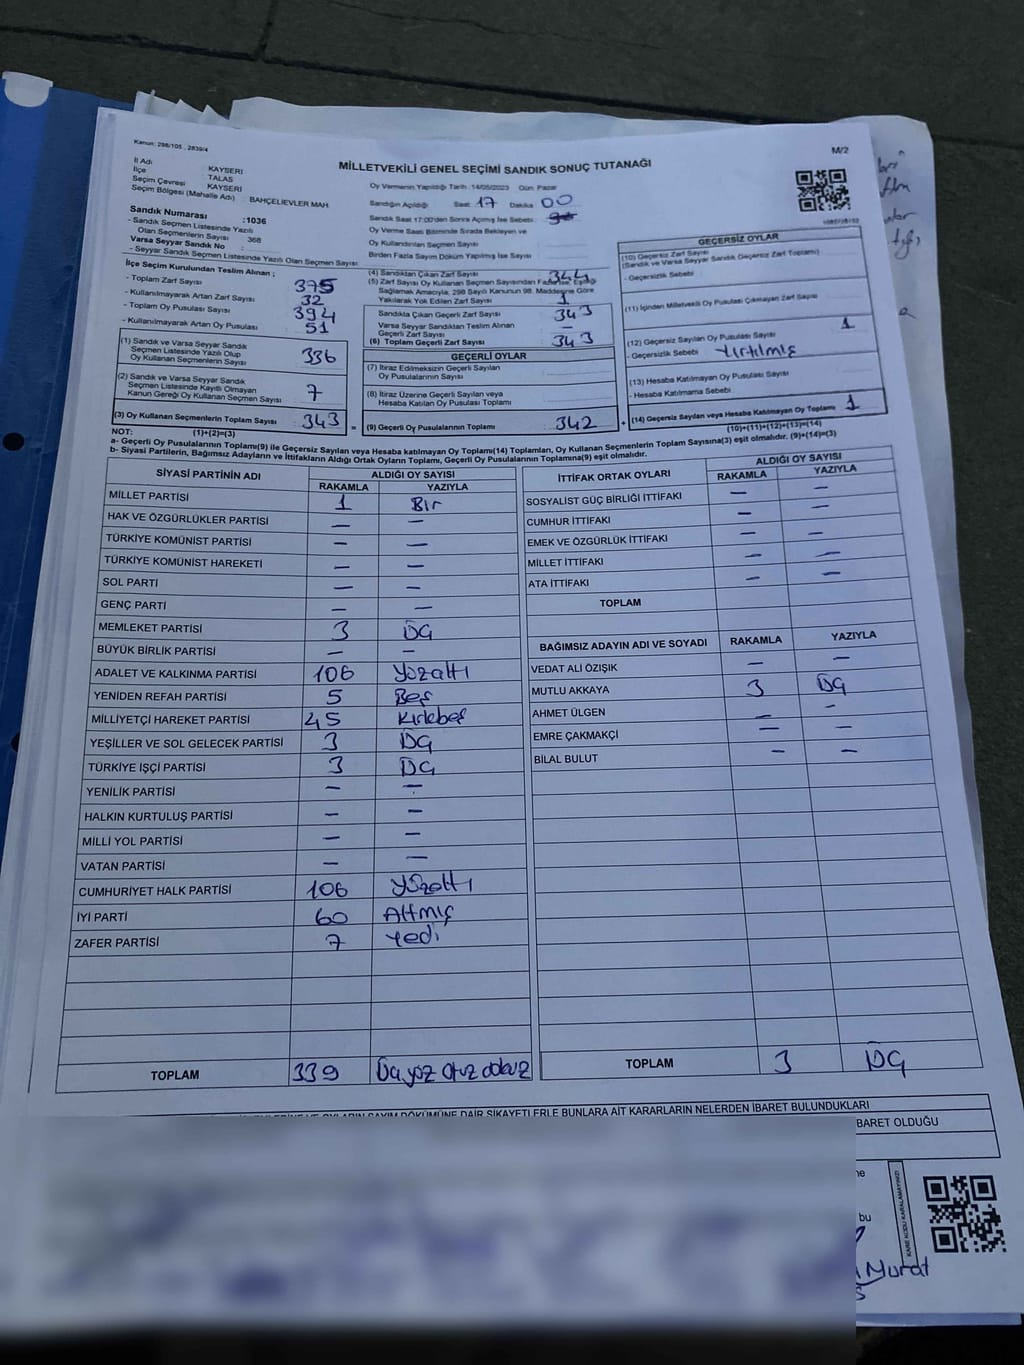 Kanun: 298/105 , 2839/4
M/2
MİLLETVEKİLİ GENEL SEÇİMİ SANDIK SONUÇ TUTANAĞI
İl Adı : KAYSERİ
İlçe : TALAS
Seçim Çevresi : KAYSERİ
Seçim Bölgesi (Mahalle Adı) : BAHÇELİEVLER MAH.
Sandık Numarası :1036
- Sandık Seçmen Listesinde Yazılı
Olan Seçmenlerin Sayısı : 368
Varsa Seyyar Sandık No :
- Seyyar Sandık Seçmen Listesinde Yazılı Olan Seçmen Sayısı:
Oy Vermenin Yapıldığı Tarih :14/05/2023 Gün: Pazar
Sandığın Açıldığı Saat: 17 Dakika 00
Sandık Saat 17:00'den Sonra Açılmış İse Sebebi:
Oy Verme Saati Bitiminde Sırada Bekleyen ve
Oy Kullandırılan Seçmen Sayısı
Birden Fazla Sayım Döküm Yapılmış İse Sayısı
İlçe Seçim Kurulundan Teslim Alınan ;
- Toplam Zarf Sayısı : 375
- Kullanılmayarak Artan Zarf Sayısı : 32
- Toplam Oy Pusulası Sayısı : 394
- Kullanılmayarak Artan Oy Pusulası : 51
(1) Sandık ve Varsa Seyyar Sandık
Seçmen Listesinde Yazılı Olup
Oy Kullanan Seçmenlerin Sayısı 336
(2) Sandık ve Varsa Seyyar Sandık
Seçmen Listesinde Kayıtlı Olmayan
Kanun Gereği Oy Kullanan Sayısı 7
(3) Oy Kullanan Seçmenlerin Toplam Sayısı 343
(1)+(2)=(3)
(4) Sandıktan Çıkan Zarf Sayısı 344
(5) Zarf Sayısı Oy Kullanan Seçmen Sayısından Fazla İse, Eşitliği
Sağlamak Amacıyla, 298 Sayılı Kanunun 98. Maddesine Göre
Yakılarak Yok Edilen Zarf Sayısı 1
Sandıkta Çıkan Geçerli Zarf Sayısı 343
Varsa Seyyar Sandıktan Teslim Alınan
Geçerli Zarf Sayısı —
(6) Toplam Geçerli Zarf Sayısı 343
GEÇERLİ OYLAR
(7) İtiraz Edilmeksizin Geçerli Sayılan
Oy Pusulalarının Sayısı
(8) İtiraz Üzerine Geçerli Sayılan veya
Hesaba Katılan Oy Pusulası Toplamı
= (9) Geçerli Oy Pusulalarının Toplamı 342 +
GEÇERSİZ OYLAR
(10) Geçersiz Zarf Sayısı
(Sandık ve Varsa Seyyar Sandık Geçersiz Zarf Toplamı)
- Geçersizlik Sebebi :
(11) İçinden Milletvekili Oy Pusulası Çıkmayan Zarf Sayısı
(12) Geçersiz Sayılan Oy Pusulası Sayısı 1
- Geçersizlik Sebebi : Yırtılmış
(13) Hesaba Katılmayan Oy Pusulası Sayısı
- Hesaba Katılmama Sebebi :
(14) Geçersiz Sayılan veya Hesaba Katılmayan Oy Toplamı 1
(10)+(11)+(12)+(13)=(14)
NOT:
a- Geçerli Oy Pusulalarının Toplamı(9) ile Geçersiz Sayılan veya Hesaba katılmayan Oy Toplamı(14) Toplamları, Oy Kullanan Seçmenlerin Toplam Sayısına(3) eşit olmalıdır. (9)+(14)=(3)
b- Siyasi Partilerin, Bağımsız Adayların ve İttifakların Aldığı Ortak Oyların Toplamı, Geçerli Oy Pusulalarının Toplamına(9) eşit olmalıdır.
SİYASİ PARTİNİN ADI ALDIĞI OY SAYISI
RAKAMLA YAZIYLA
MİLLET PARTİSİ 1 Bir
HAK VE ÖZGÜRLÜKLER PARTİSİ — —
TÜRKİYE KOMÜNİST PARTİSİ — —
TÜRKİYE KOMÜNİST HAREKETİ — —
SOL PARTİ — —
GENÇ PARTİ — —
MEMLEKET PARTİSİ 3 Üç
BÜYÜK BİRLİK PARTİSİ — —
ADALET VE KALKINMA PARTİSİ 106 Yüzaltı
YENİDEN REFAH PARTİSİ 5 Beş
MİLLİYETÇİ HAREKET PARTİSİ 45 Kırkbeş
YEŞİLLER VE SOL GELECEK PARTİSİ 3 Üç
TÜRKİYE İŞÇİ PARTİSİ 3 Üç
YENİLİK PARTİSİ — —
HALKIN KURTULUŞ PARTİSİ — —
MİLLİ YOL PARTİSİ — —
VATAN PARTİSİ — —
CUMHURİYET HALK PARTİSİ 106 Yüzaltı
İYİ PARTİ 60 Altmış
ZAFER PARTİSİ 7 Yedi
TOPLAM 339 Üçyüz Otuz dokuz
İTTİFAK ORTAK OYLARI ALDIĞI OY SAYISI
RAKAMLA YAZIYLA
SOSYALİST GÜÇ BİRLİĞİ İTTİFAKI — —
CUMHUR İTTİFAKI — —
EMEK VE ÖZGÜRLÜK İTTİFAKI — —
MİLLET İTTİFAKI — —
ATA İTTİFAKI — —
TOPLAM
BAĞIMSIZ ADAYIN ADI VE SOYADI RAKAMLA YAZIYLA
VEDAT ALİ ÖZIŞIK — —
MUTLU AKKAYA 3 Üç
AHMET ÜLGEN — —
EMRE ÇAKMAKÇI — —
BİLAL BULUT — —
TOPLAM 3 Üç
OYLARIN SAYIM DÖKÜMÜNE DAİR ŞİKAYETLERLE BUNLARA AİT KARARLARIN NELERDEN İBARET BULUNDUKLARI
BARET OLDUĞU
bu
KARE KODU KARALAMAYINIZ
Murat